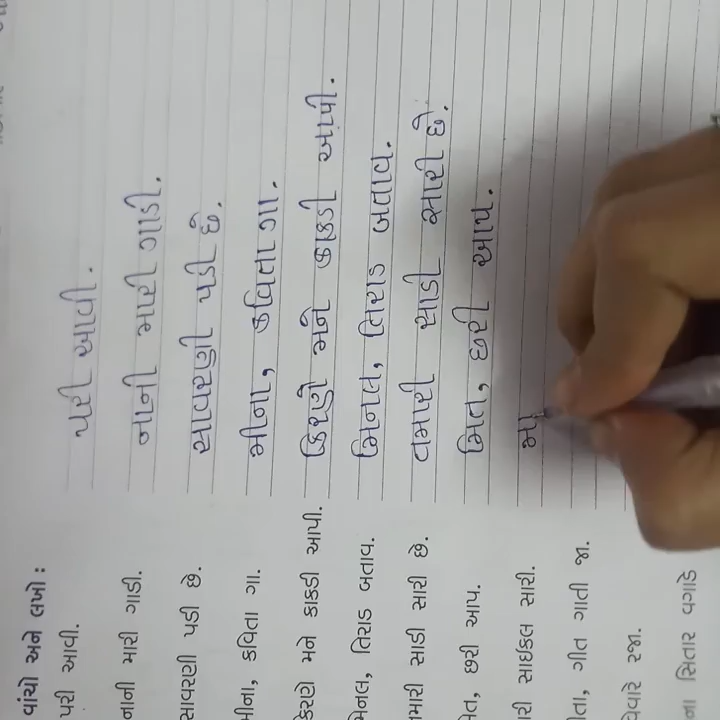 વાંચો અને લખો :
પરી આવી. પરી આવી.
નાની મારી ગાડી. નાની મારી ગાડી.
સાવરણી પડી છે. સાવરણી પડી છે.
મીના, કવિતા ગા. મીના, કવિતા ગા.
કિરણે મને કાકડી આપી. કિરણે મને કાકડી આપી.
મિનલ, તિરાડ બતાવ. મિનલ, તિરાડ બતાવ.
તમારી સાડી સારી છે. તમારી સાડી સારી છે.
મિત, છરી આપ. મિત, છરી આપ.
સાઈકલ સારી. મા
ગીત ગાતી જા.
રજા.
સિતાર વગાડે